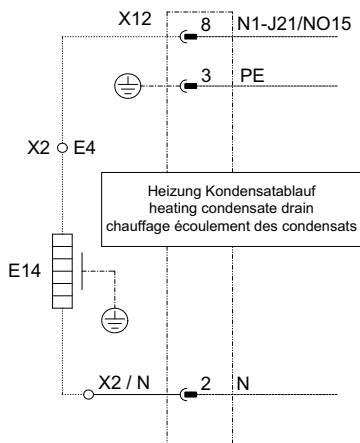 X12 8 N1-J21/NO15
3 PE
X2 E4
Heizung Kondensatablauf
heating condensate drain
chauffage écoulement des condensats
E14
X2 / N 2 N